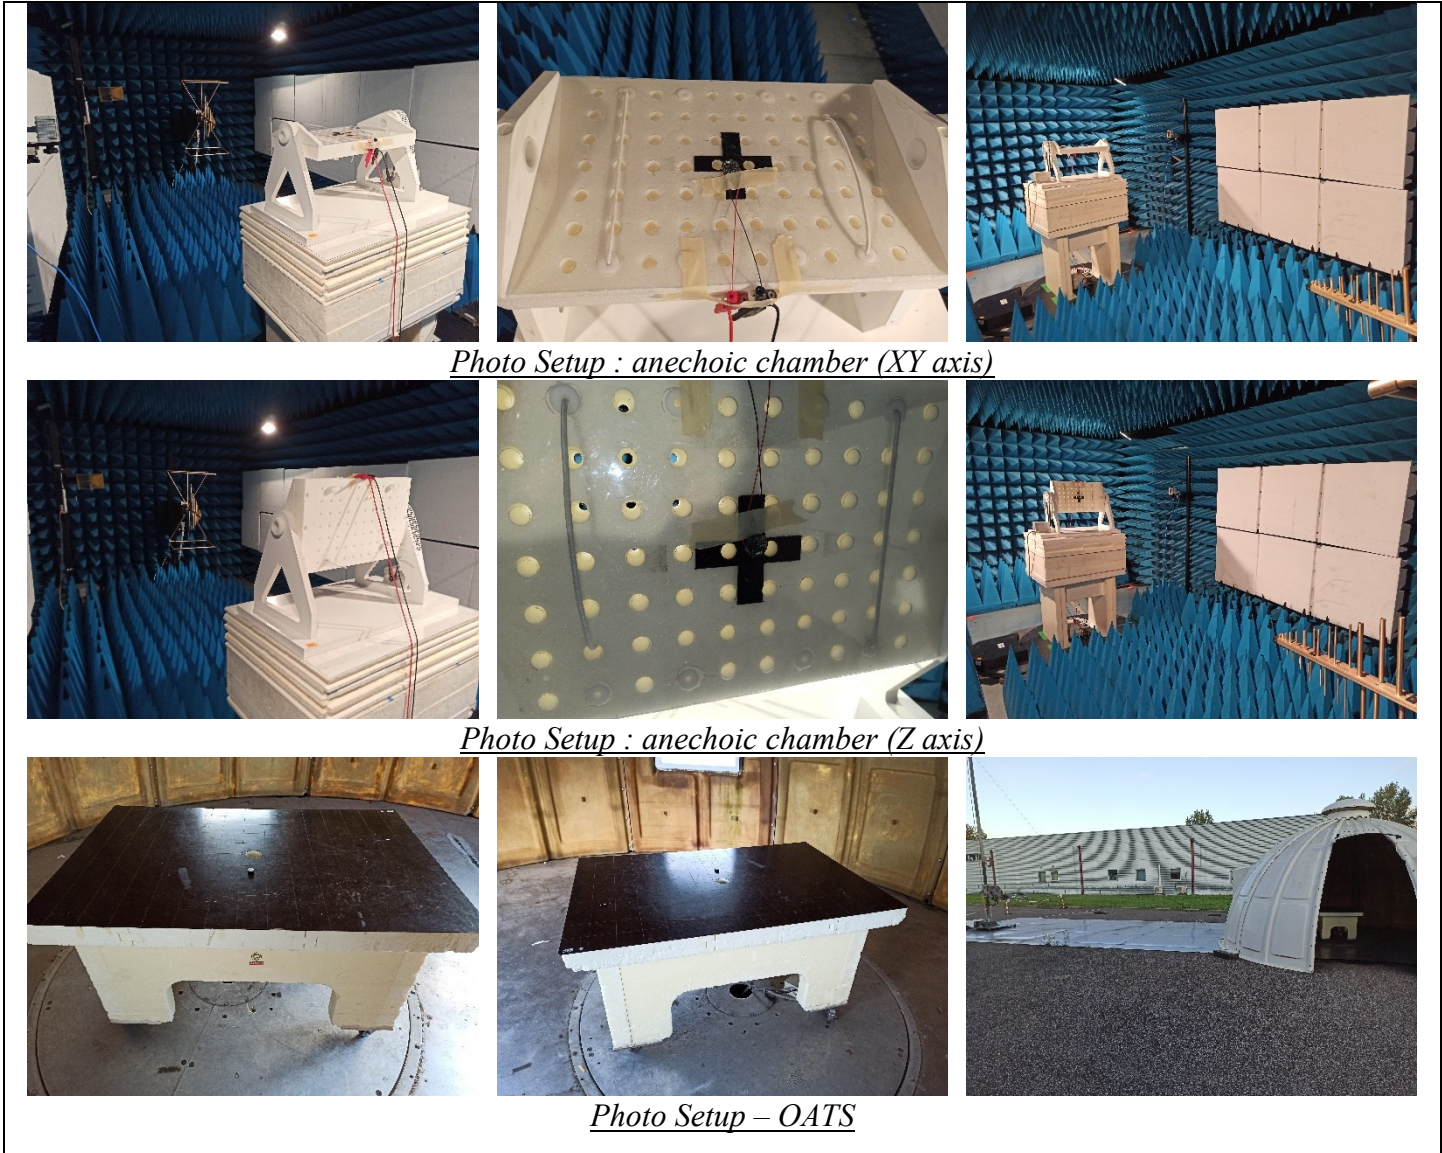 Photo Setup : anechoic chamber (XY axis)
Photo Setup : anechoic chamber (Z axis)
Photo Setup – OATS